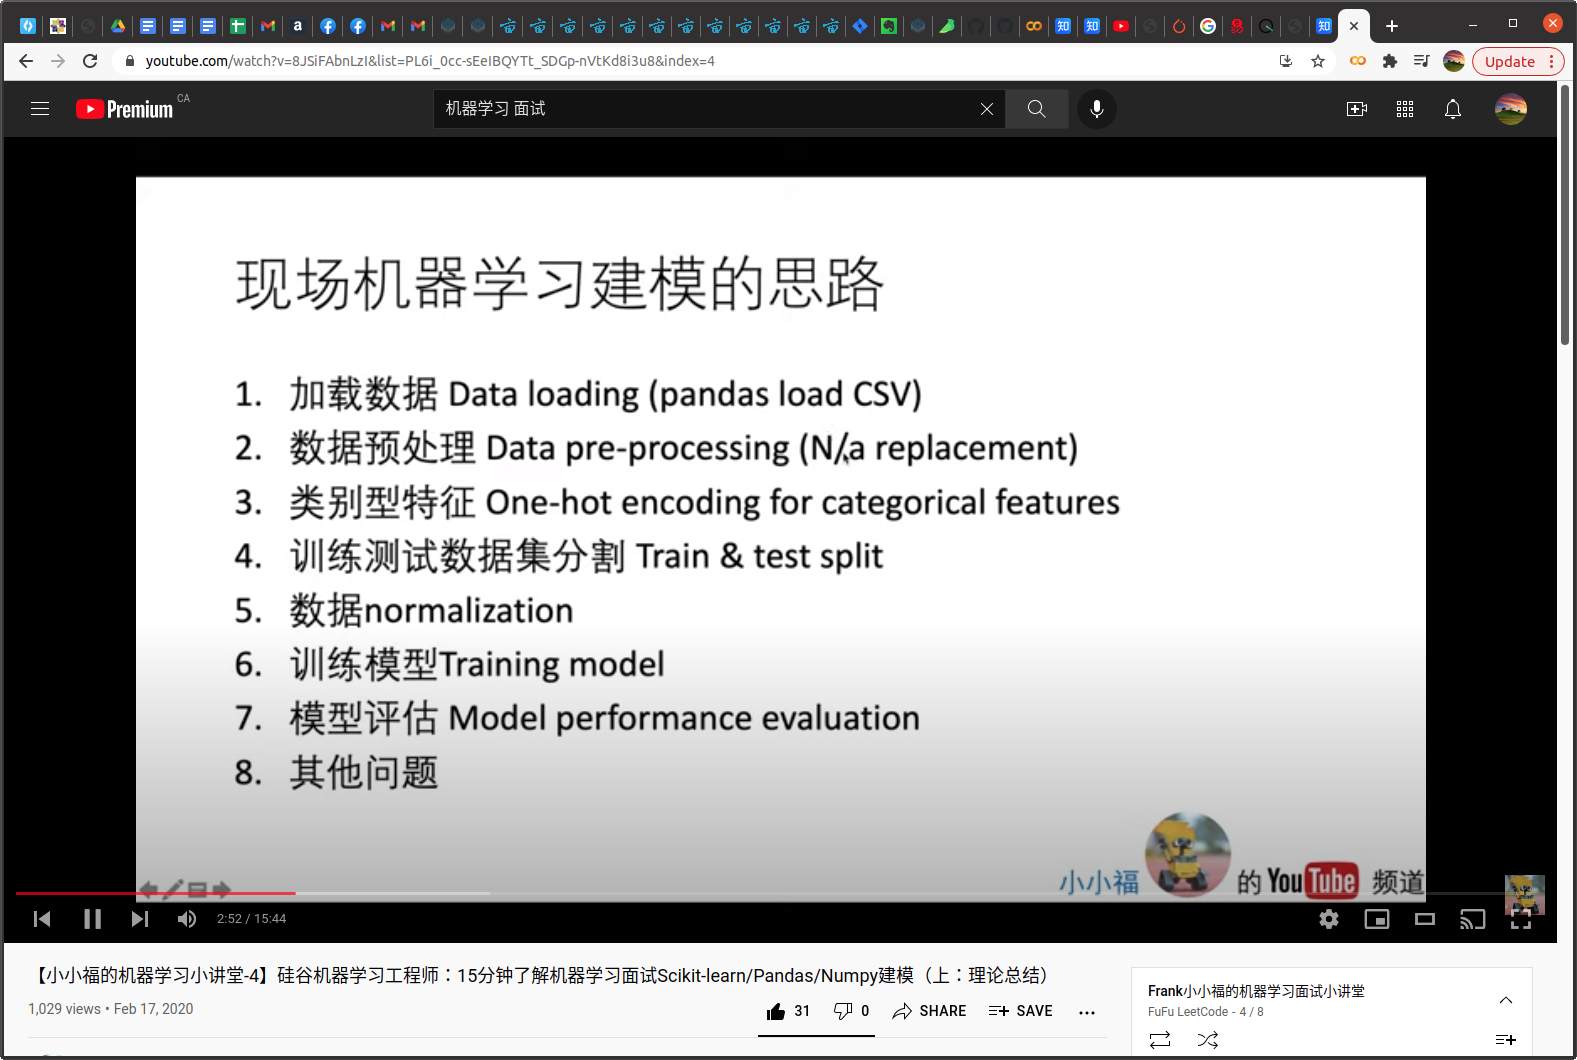 youtube.com/watch?v=8JSiFAbnLzI&list=PL6i_0cc-sEeIBQYTt_SDGp-nVtKd8i3u8&index=4
Update
Premium CA
机器学习 面试
现场机器学习建模的思路
1. 加载数据 Data loading (pandas load CSV)
2. 数据预处理 Data pre-processing (N/a replacement)
3. 类别型特征 One-hot encoding for categorical features
4. 训练测试数据集分割 Train & test split
5. 数据normalization
6. 训练模型Training model
7. 模型评估 Model performance evaluation
8. 其他问题
小小福 的 YouTube 频道
2:52 / 15:44
【小小福的机器学习小讲堂-4】硅谷机器学习工程师：15分钟了解机器学习面试Scikit-learn/Pandas/Numpy建模（上：理论总结）
1,029 views • Feb 17, 2020
31 0 SHARE SAVE
Frank小小福的机器学习面试小讲堂
FuFu LeetCode - 4 / 8